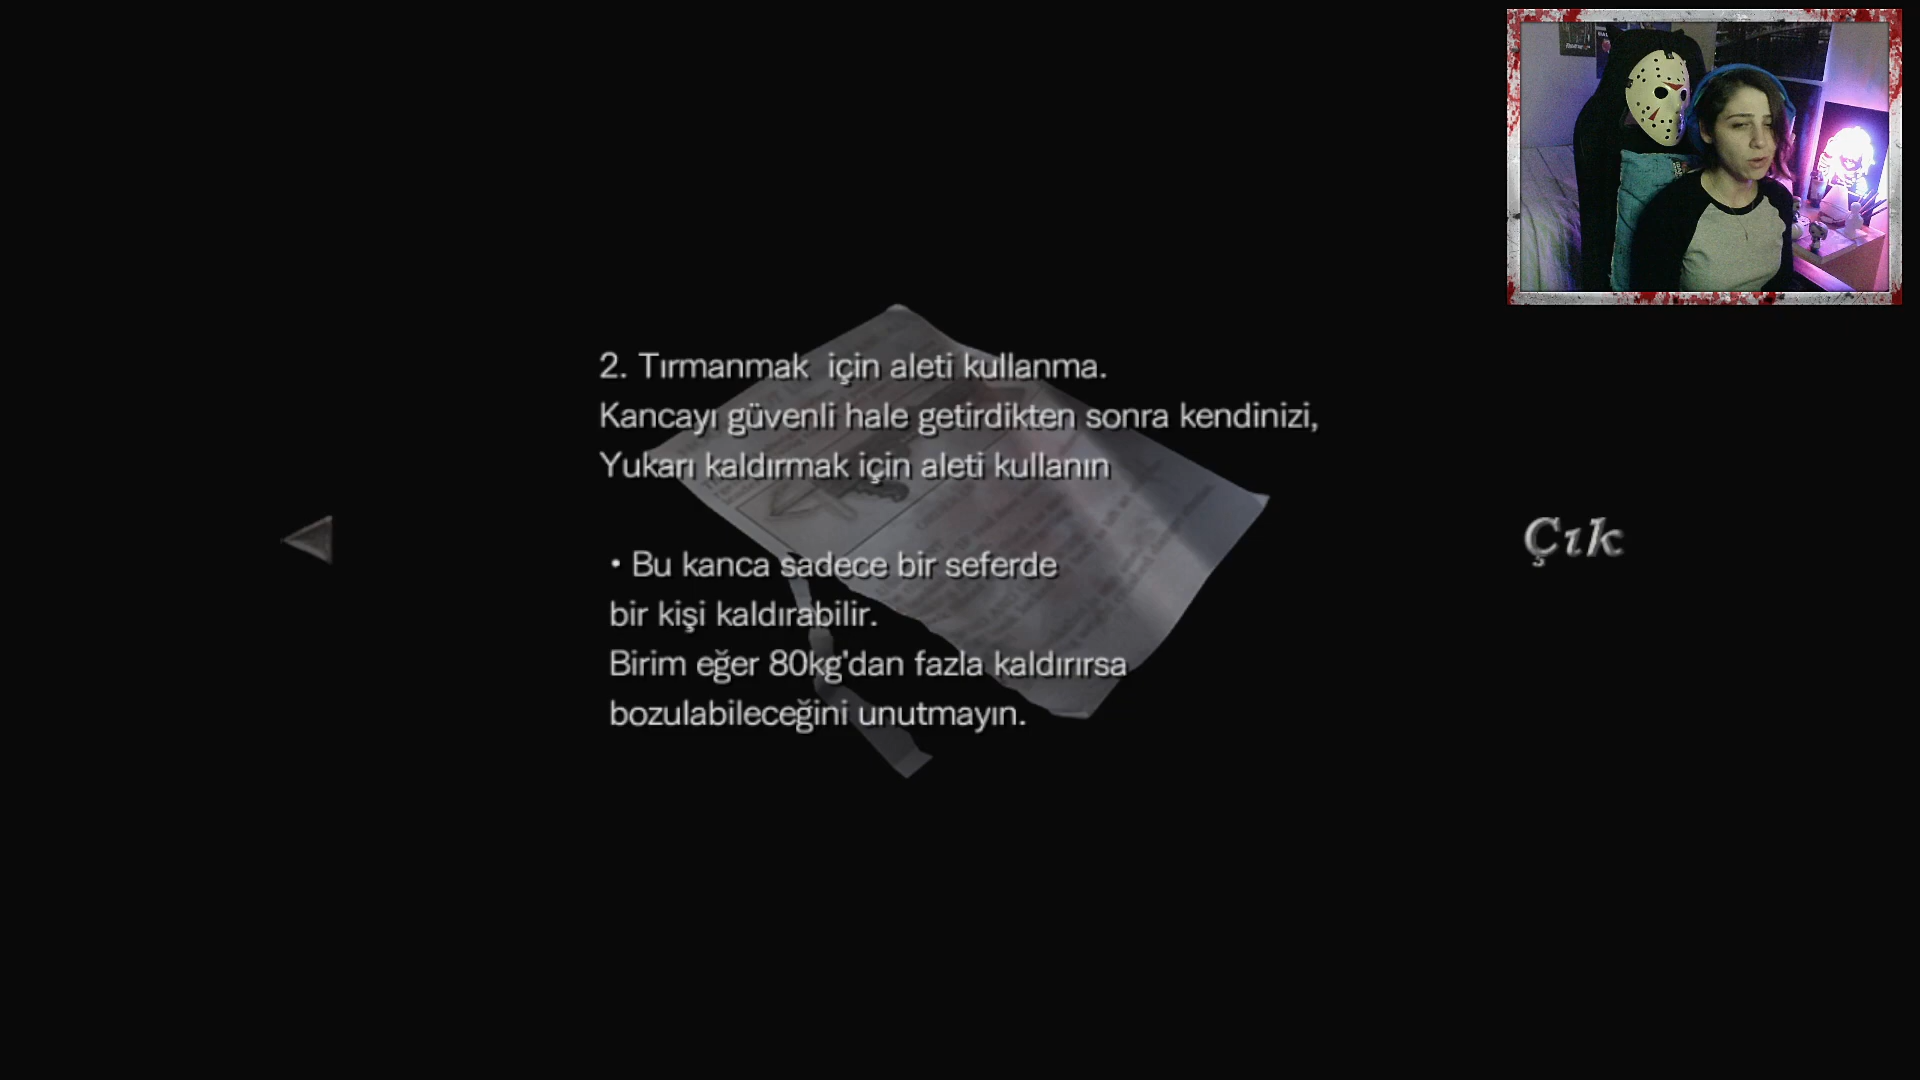 2. Tırmanmak  için aleti kullanma.
Kancayı güvenli hale getirdikten sonra kendinizi,
Yukarı kaldırmak için aleti kullanın
• Bu kanca sadece bir seferde
bir kişi kaldırabilir.
Birim eğer 80kg'dan fazla kaldırırsa
bozulabileceğini unutmayın.
Çık